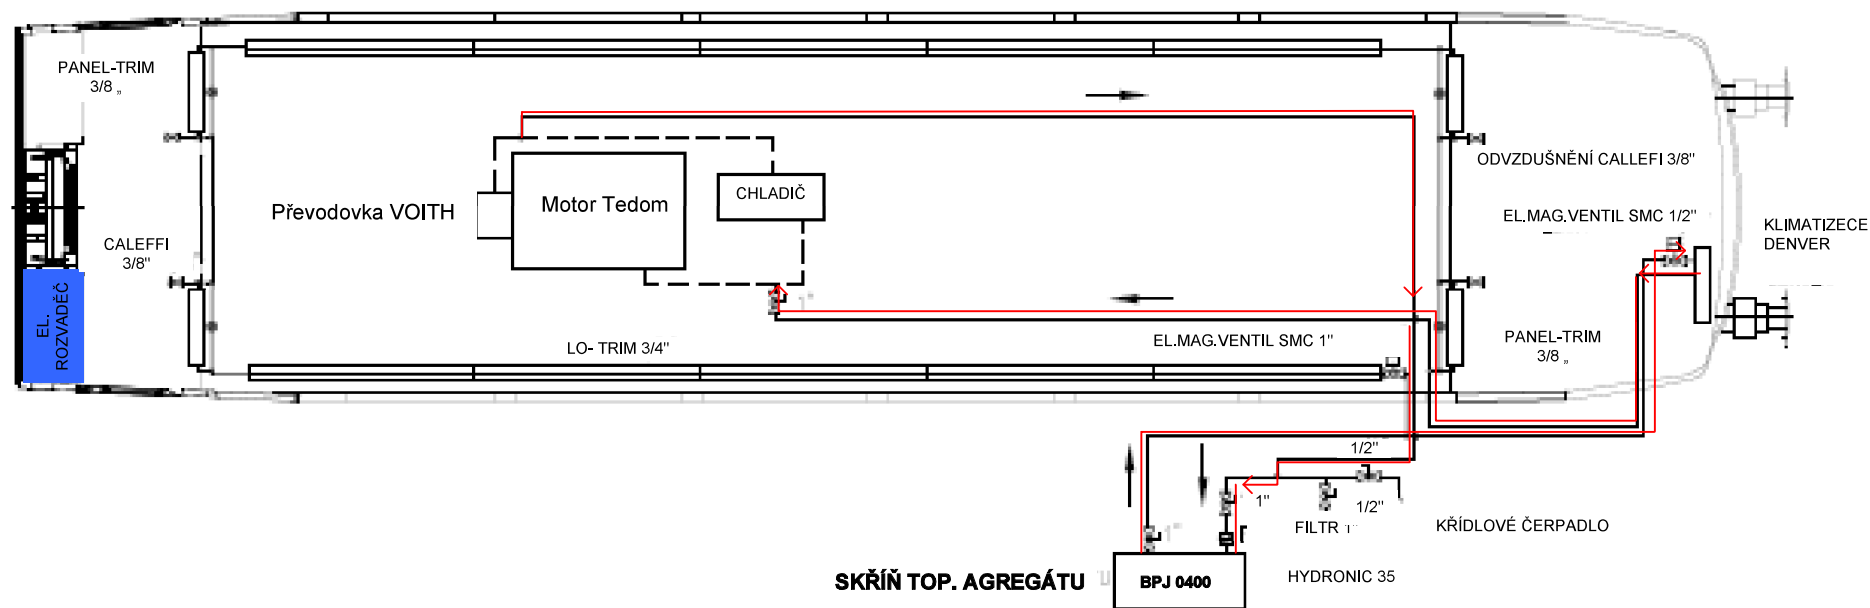 PANEL-TRIM
3/8 „
ODVZDUŠNĚNÍ CALLEFI 3/8"
CHLADIČ
Motor Tedom
Převodovka VOITH
EL.MAG.VENTIL SMC 1/2"
KLIMATIZECE
DENVER
CALEFFI
3/8"
EL.
ROZVADĚČ
1"
EL.MAG.VENTIL SMC 1"
PANEL-TRIM
3/8 „
LO- TRIM 3/4"
1/2"
1"
1/2"
FILTR 1"
KŘÍDLOVÉ ČERPADLO
1"
SKŘÍŇ TOP. AGREGÁTU
BPJ 0400
HYDRONIC 35